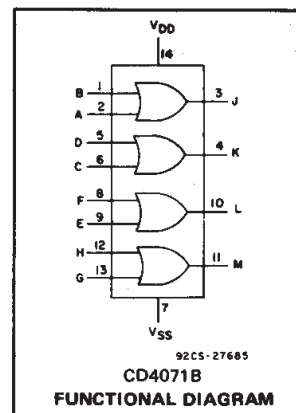 VDD
14
B 1
3 J
A 2
D 5
4 K
C 6
F 8
10 L
E 9
H 12
11 M
G 13
7
VSS
92CS-27685
CD4071B
FUNCTIONAL DIAGRAM